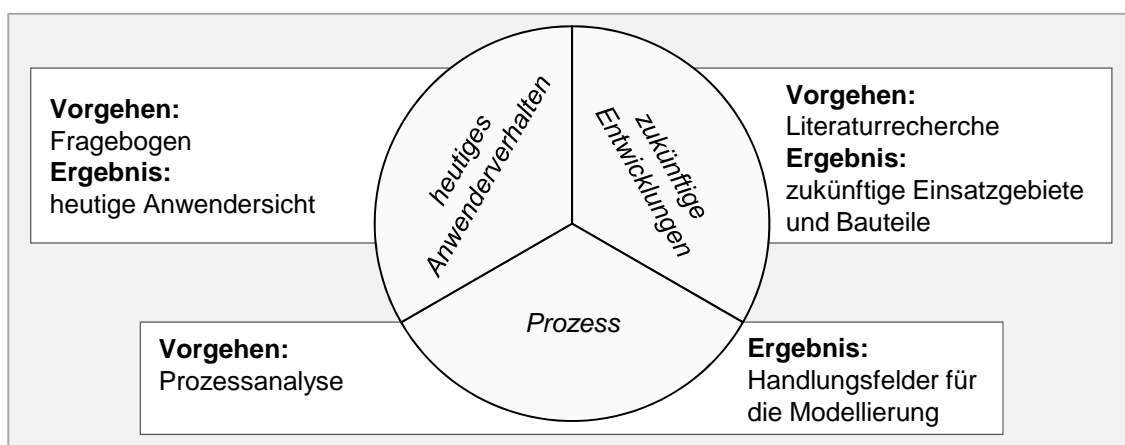 Vorgehen:
Fragebogen
Ergebnis:
heutige Anwendersicht
heutiges
Anwenderverhalten
zukünftige
Entwicklungen
Vorgehen:
Literaturrecherche
Ergebnis:
zukünftige Einsatzgebiete
und Bauteile
Prozess
Vorgehen:
Prozessanalyse
Ergebnis:
Handlungsfelder für
die Modellierung